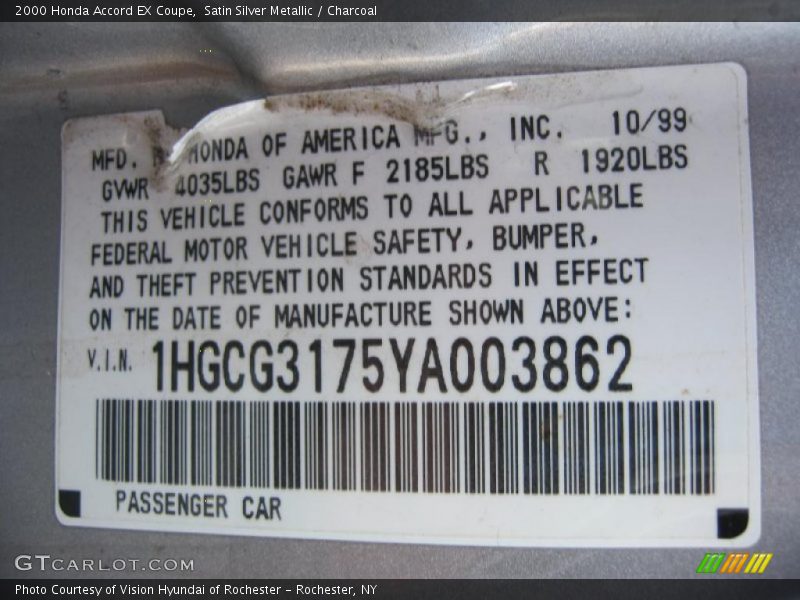 2000 Honda Accord EX Coupe, Satin Silver Metallic / Charcoal
MFD. HONDA OF AMERICA MFG., INC. 10/99
GVWR 4035LBS GAWR F 2185LBS R 1920LBS
THIS VEHICLE CONFORMS TO ALL APPLICABLE
FEDERAL MOTOR VEHICLE SAFETY, BUMPER,
AND THEFT PREVENTION STANDARDS IN EFFECT
ON THE DATE OF MANUFACTURE SHOWN ABOVE:
V.I.N. 1HGCG3175YA003862
PASSENGER CAR
GTCARLOT.COM
Photo Courtesy of Vision Hyundai of Rochester - Rochester, NY